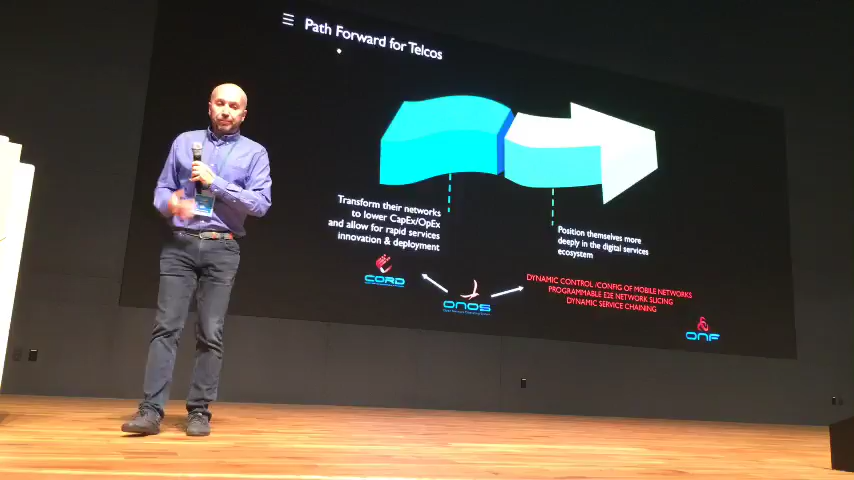 Path Forward for Telcos
Transform their networks
to lower CapEx/OpEx
and allow for rapid services
innovation & deployment
Position themselves more
deeply in the digital services
ecosystem
CORD
ONOS
DYNAMIC CONTROL /CONFIG OF MOBILE NETWORKS
PROGRAMMABLE E2E NETWORK SLICING
DYNAMIC SERVICE CHAINING
ONF